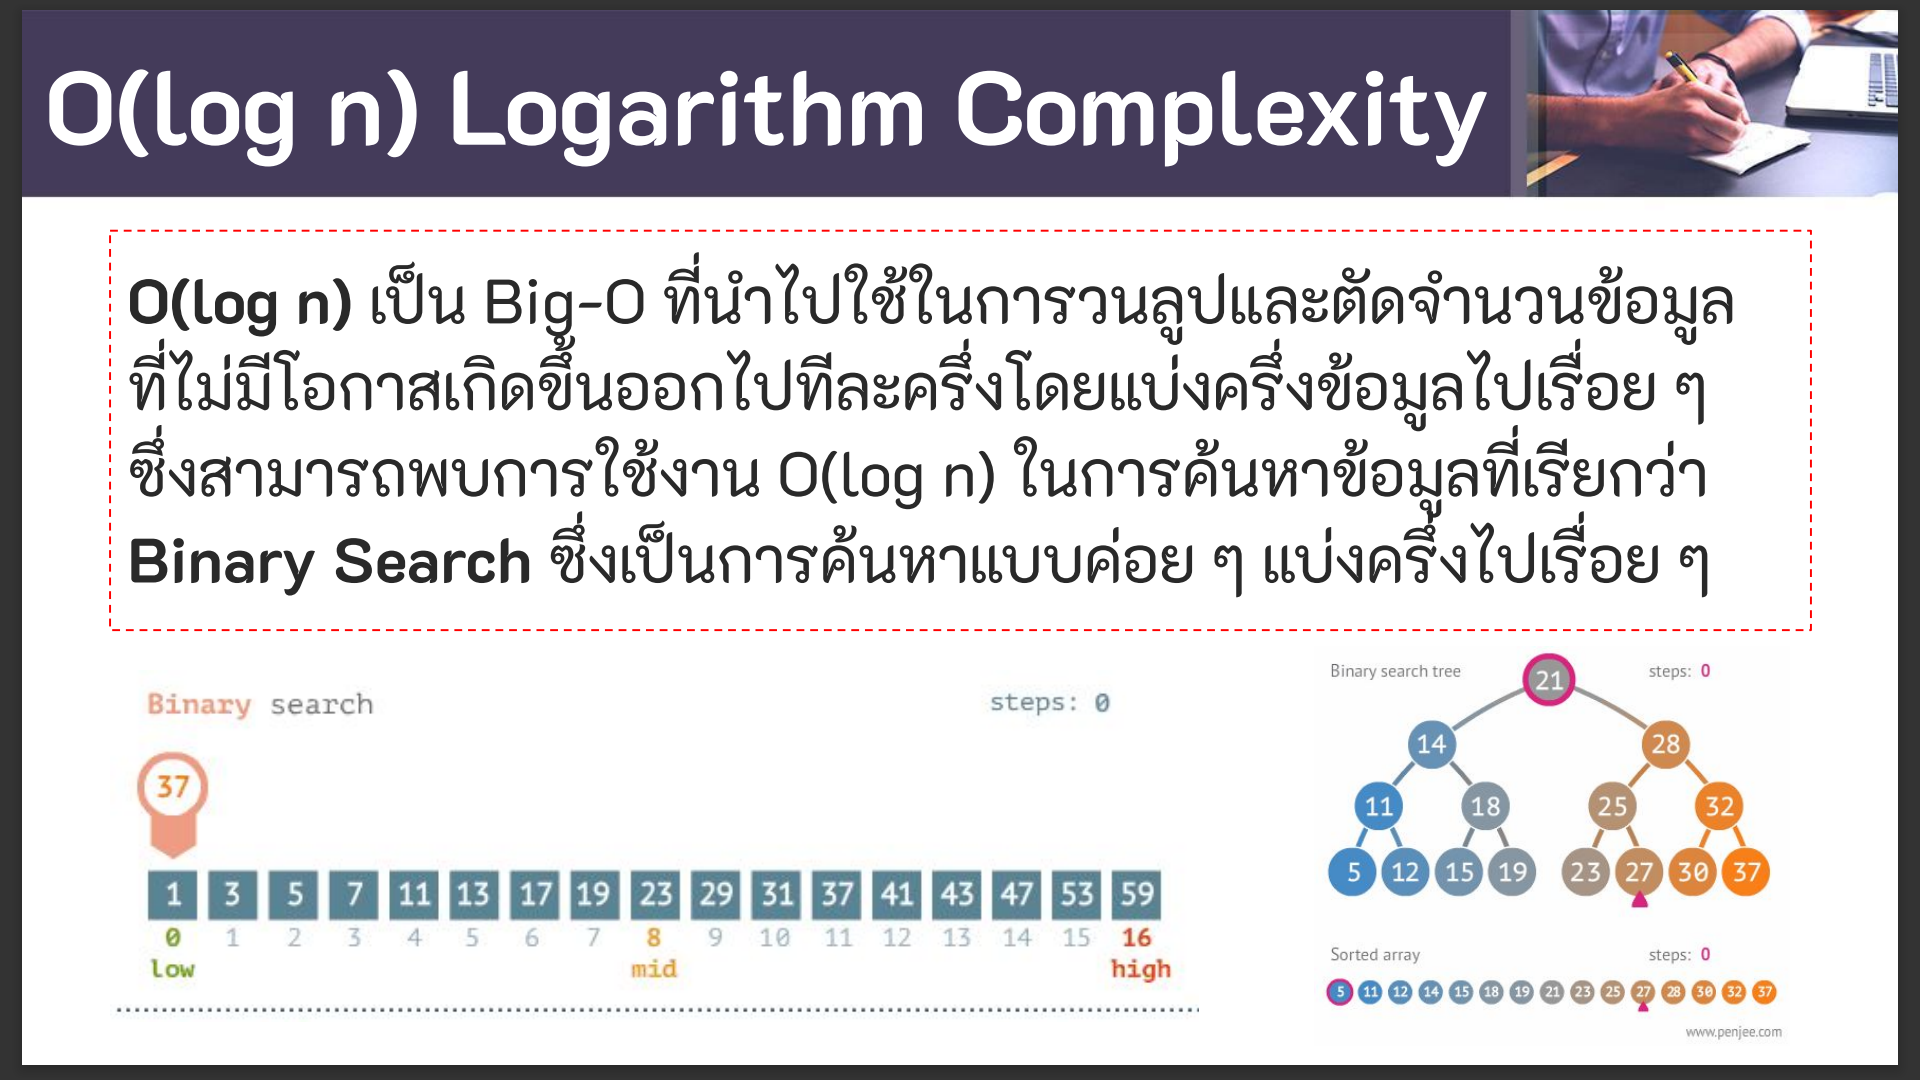 O(log n) Logarithm Complexity
O(log n) เป็น Big-O ที่นำไปใช้ในการวนลูปและตัดจำนวนข้อมูล
ที่ไม่มีโอกาสเกิดขึ้นออกไปทีละครึ่งโดยแบ่งครึ่งข้อมูลไปเรื่อย ๆ
ซึ่งสามารถพบการใช้งาน O(log n) ในการค้นหาข้อมูลที่เรียกว่า
Binary Search ซึ่งเป็นการค้นหาแบบค่อย ๆ แบ่งครึ่งไปเรื่อย ๆ
Binary search steps: 0
37
1 3 5 7 11 13 17 19 23 29 31 37 41 43 47 53 59
0 1 2 3 4 5 6 7 8 9 10 11 12 13 14 15 16
low mid high
Binary search tree steps: 0
21
14 28
11 18 25 32
5 12 15 19 23 27 30 37
Sorted array steps: 0
5 11 12 14 15 18 19 21 23 25 27 28 30 32 37
www.penjee.com